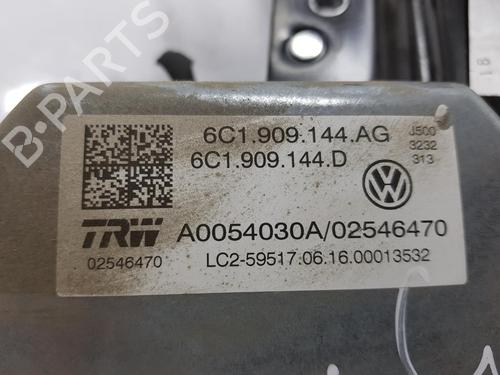 B-PARTS
91
6C1.909.144.AG
6C1.909.144.D
J500
3232
313
TRW
A0054030A/02546470
02546470
LC2-59517.06.16.00013532